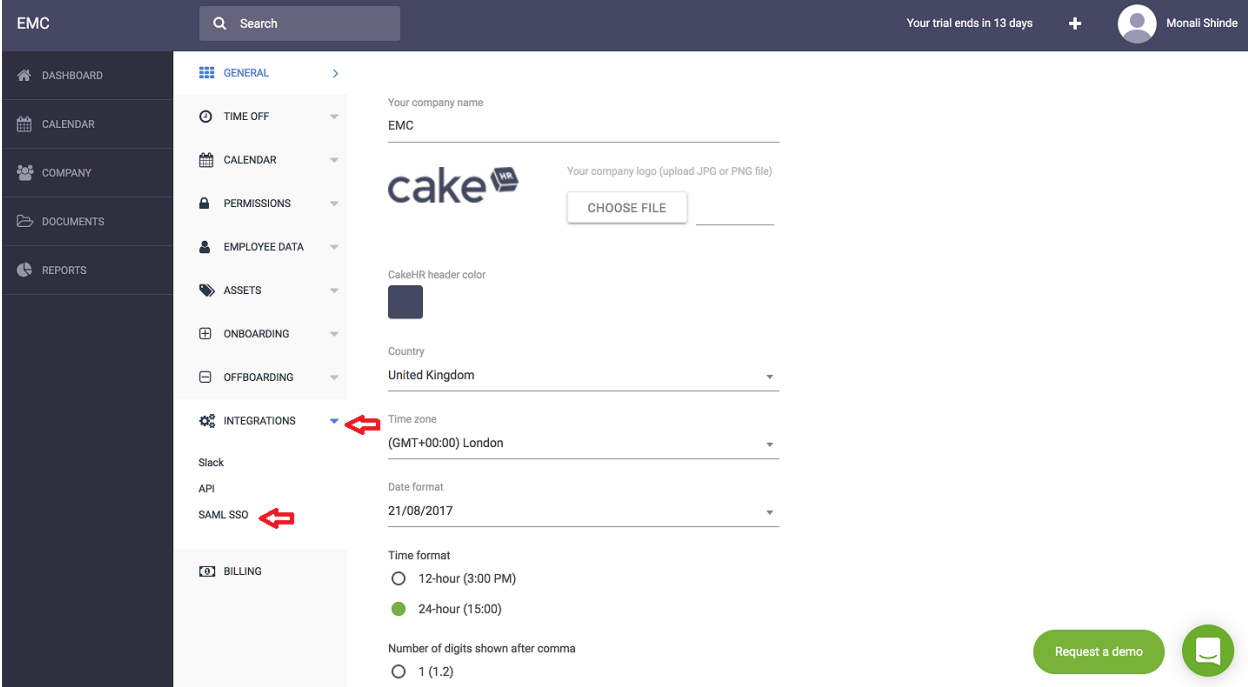 EMC
Search
Your trial ends in 13 days
Monali Shinde
DASHBOARD
CALENDAR
COMPANY
DOCUMENTS
REPORTS
GENERAL
TIME OFF
CALENDAR
PERMISSIONS
EMPLOYEE DATA
ASSETS
ONBOARDING
OFFBOARDING
INTEGRATIONS
Slack
API
SAML SSO
BILLING
Your company name
EMC
cake HR
Your company logo (upload JPG or PNG file)
CHOOSE FILE
CakeHR header color
Country
United Kingdom
Time zone
(GMT+00:00) London
Date format
21/08/2017
Time format
12-hour (3:00 PM)
24-hour (15:00)
Number of digits shown after comma
1 (1.2)
Request a demo